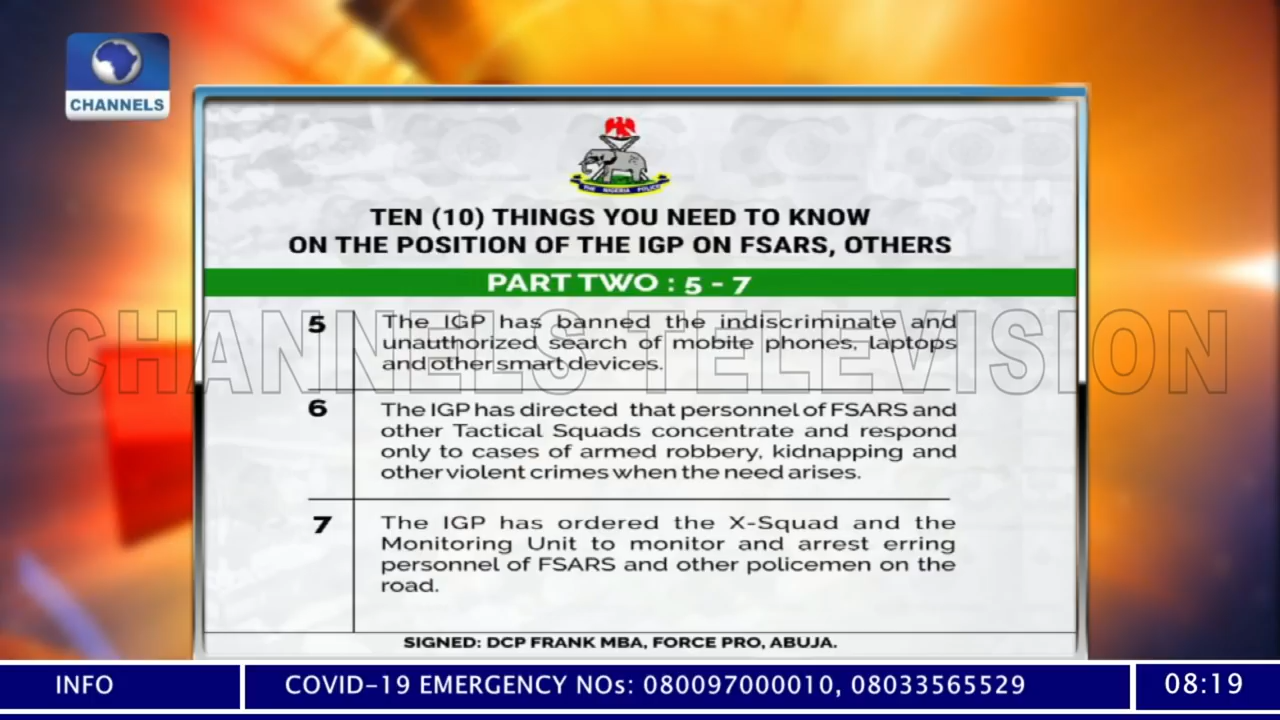 CHANNELS
THE NIGERIA POLICE
TEN (10) THINGS YOU NEED TO KNOW
ON THE POSITION OF THE IGP ON FSARS, OTHERS
PART TWO : 5 - 7
CHANNELS TELEVISION
5
The IGP has banned the indiscriminate and
unauthorized search of mobile phones, laptops
and other smart devices.
6
The IGP has directed that personnel of FSARS and
other Tactical Squads concentrate and respond
only to cases of armed robbery, kidnapping and
other violent crimes when the need arises.
7
The IGP has ordered the X-Squad and the
Monitoring Unit to monitor and arrest erring
personnel of FSARS and other policemen on the
road.
SIGNED: DCP FRANK MBA, FORCE PRO, ABUJA.
INFO
COVID-19 EMERGENCY NOs: 080097000010, 08033565529
08:19